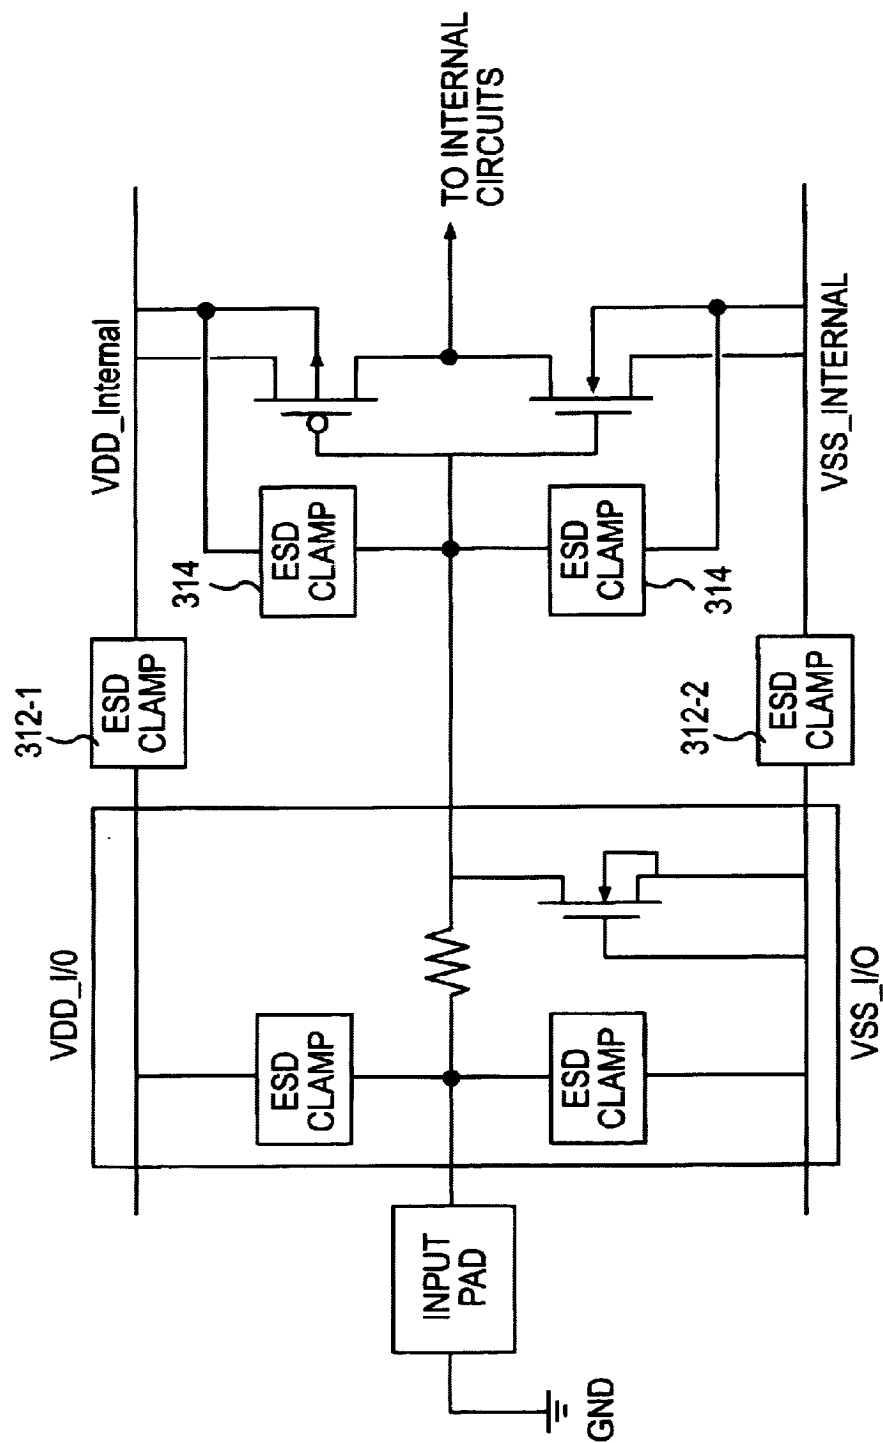 VDD_I/0
312-1
ESD
CLAMP
VDD_Internal
314
ESD
CLAMP
ESD
CLAMP
INPUT
PAD
TO INTERNAL
CIRCUITS
ESD
CLAMP
ESD
CLAMP
314
312-2
ESD
CLAMP
GND
VSS_I/O
VSS_INTERNAL